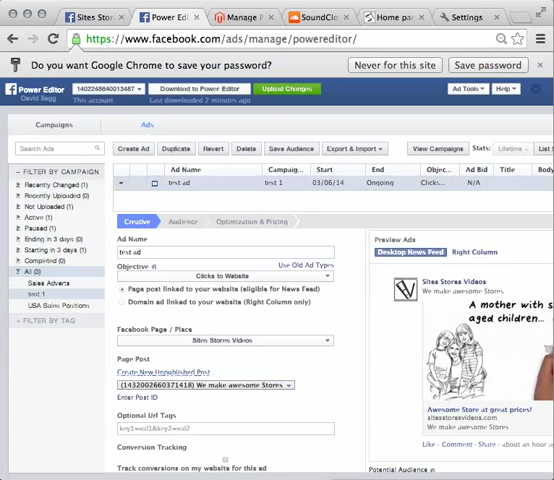 Sites Stor
Power Edi
Manage P
SoundClo
Home pag
Settings
https://www.facebook.com/ads/manage/powereditor/
Do you want Google Chrome to save your password?
Never for this site
Save password
Power Editor
David Begg
1402248640013487
This account
Download to Power Editor
Last downloaded 2 minutes ago
Upload Changes
Ad Tools
Help
Campaigns
Ads
Search Ads
Create Ad
Duplicate
Revert
Delete
Save Audience
Export & Import
View Campaigns
Stats:
Lifetime
List S
FILTER BY CAMPAIGN
Recently Changed (1)
Recently Uploaded (0)
Not Uploaded (1)
Active (1)
Paused (1)
Ending in 3 days (0)
Starting in 3 days (1)
Completed (0)
All (3)
Sales Adverts
test 1
USA Sales Positions
FILTER BY TAG
Ad Name
Campaig...
Start
End
Objec...
Ad Bid
Title
Body
test ad
test 1
03/06/14
Ongoing
Clicks...
N/A
Creative
Audience
Optimization & Pricing
Ad Name
test ad
Objective
Use Old Ad Types
Clicks to Website
Page post linked to your website (eligible for News Feed)
Domain ad linked to your website (Right Column only)
Facebook Page / Place
Sites Stores Videos
Page Post
Create New Unpublished Post
(1432002660371418) We make awesome Stores
Enter Post ID
Optional Url Tags
key1=val1&key2=val2
Conversion Tracking
Track conversions on my website for this ad
Preview Ads
Desktop News Feed
Right Column
Sites Stores Videos
We make awesome Stores
A mother with s
aged children...
Awesome Store at great prices!
sitesstoresvideos.com
We make awesome Stores
Like · Comment · Share · about an hour a
Potential Audience